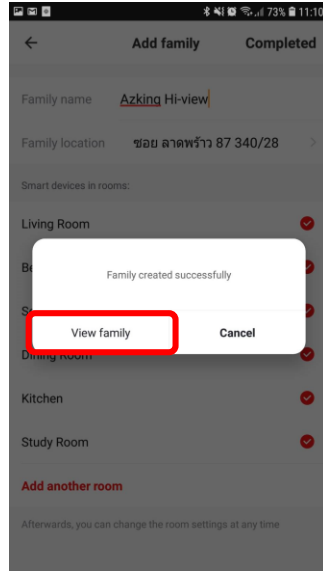 73% 11:10
Add family Completed
Family name Azking Hi-view
Family location ซอย ลาดพร้าว 87 340/28
Smart devices in rooms:
Living Room
Family created successfully
View family Cancel
Dining Room
Kitchen
Study Room
Add another room
Afterwards, you can change the room settings at any time